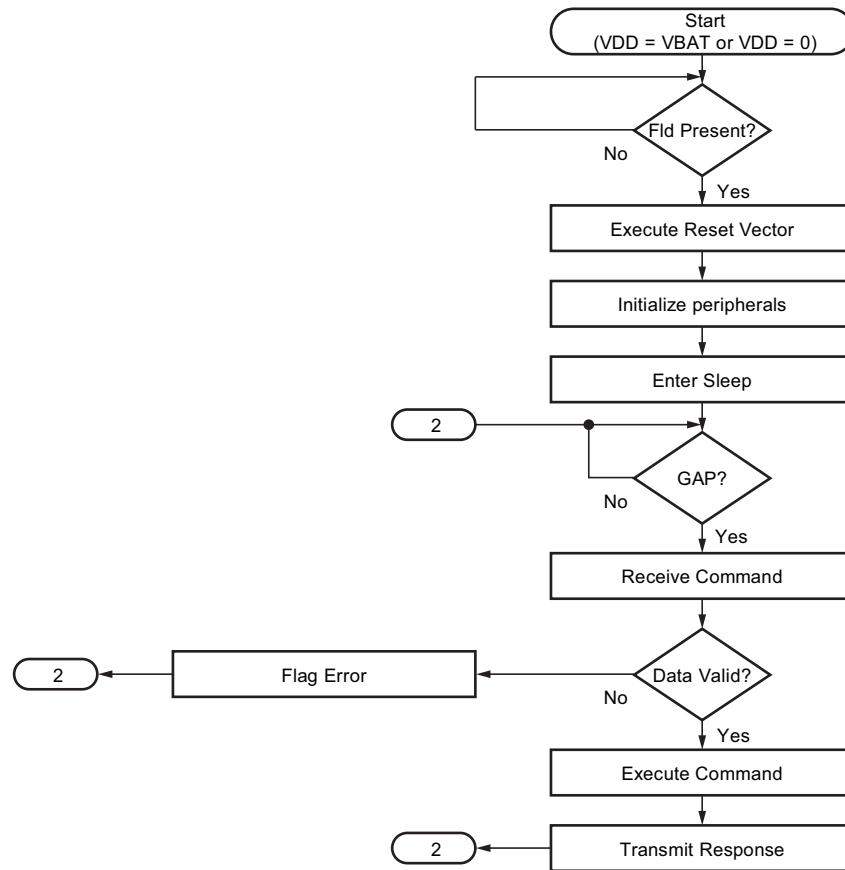 Start
(VDD = VBAT or VDD = 0)
Fld Present?
No
Yes
Execute Reset Vector
Initialize peripherals
Enter Sleep
2
GAP?
No
Yes
Receive Command
2
Flag Error
Data Valid?
No
Yes
Execute Command
2
Transmit Response